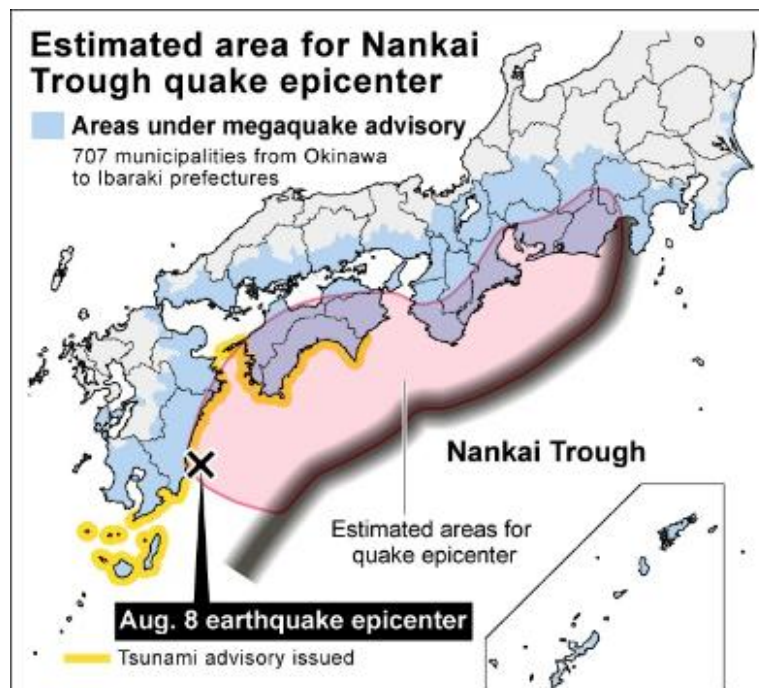 Estimated area for Nankai
Trough quake epicenter
Areas under megaquake advisory
707 municipalities from Okinawa
to Ibaraki prefectures
Nankai Trough
Estimated areas for
quake epicenter
Aug. 8 earthquake epicenter
Tsunami advisory issued